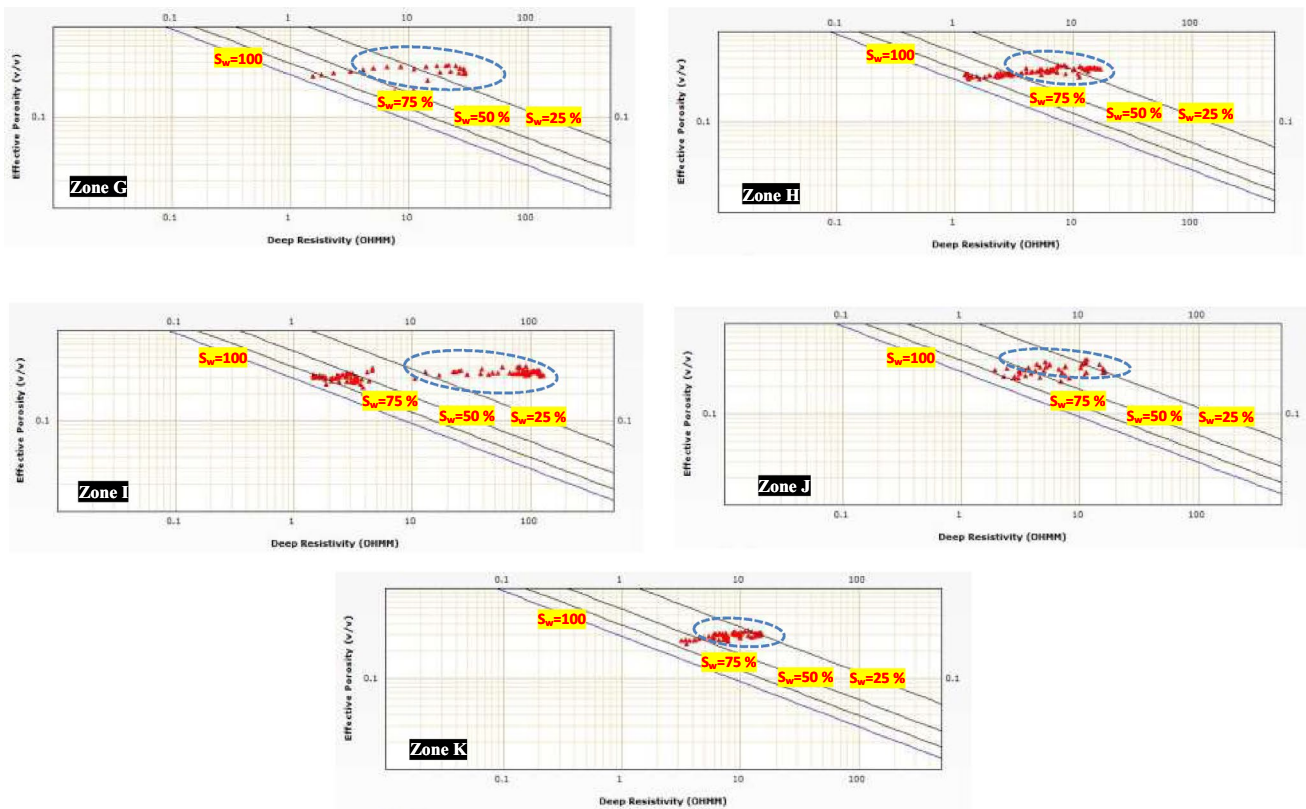 0.1 1 10 100
Effective Porosity (v/v)
Sw=100
Sw=75 %
Sw=50 %
Sw=25 %
0.1 0.1
Zone G
0.1 1 10 100
Deep Resistivity (OHMM)
0.1 1 10 100
Effective Porosity (v/v)
Sw=100
Sw=75 %
Sw=50 %
Sw=25 %
0.1 0.1
Zone H
0.1 1 10 100
Deep Resistivity (OHMM)
0.1 1 10 100
Effective Porosity (v/v)
Sw=100
Sw=75 %
Sw=50 %
Sw=25 %
0.1 0.1
Zone I
0.1 1 10 100
Deep Resistivity (OHMM)
0.1 1 10 100
Effective Porosity (v/v)
Sw=100
Sw=75 %
Sw=50 %
Sw=25 %
0.1 0.1
Zone J
0.1 1 10 100
Deep Resistivity (OHMM)
0.1 1 10 100
Effective Porosity (v/v)
Sw=100
Sw=75 %
Sw=50 %
Sw=25 %
0.1 0.1
Zone K
0.1 1 10 100
Deep Resistivity (OHMM)